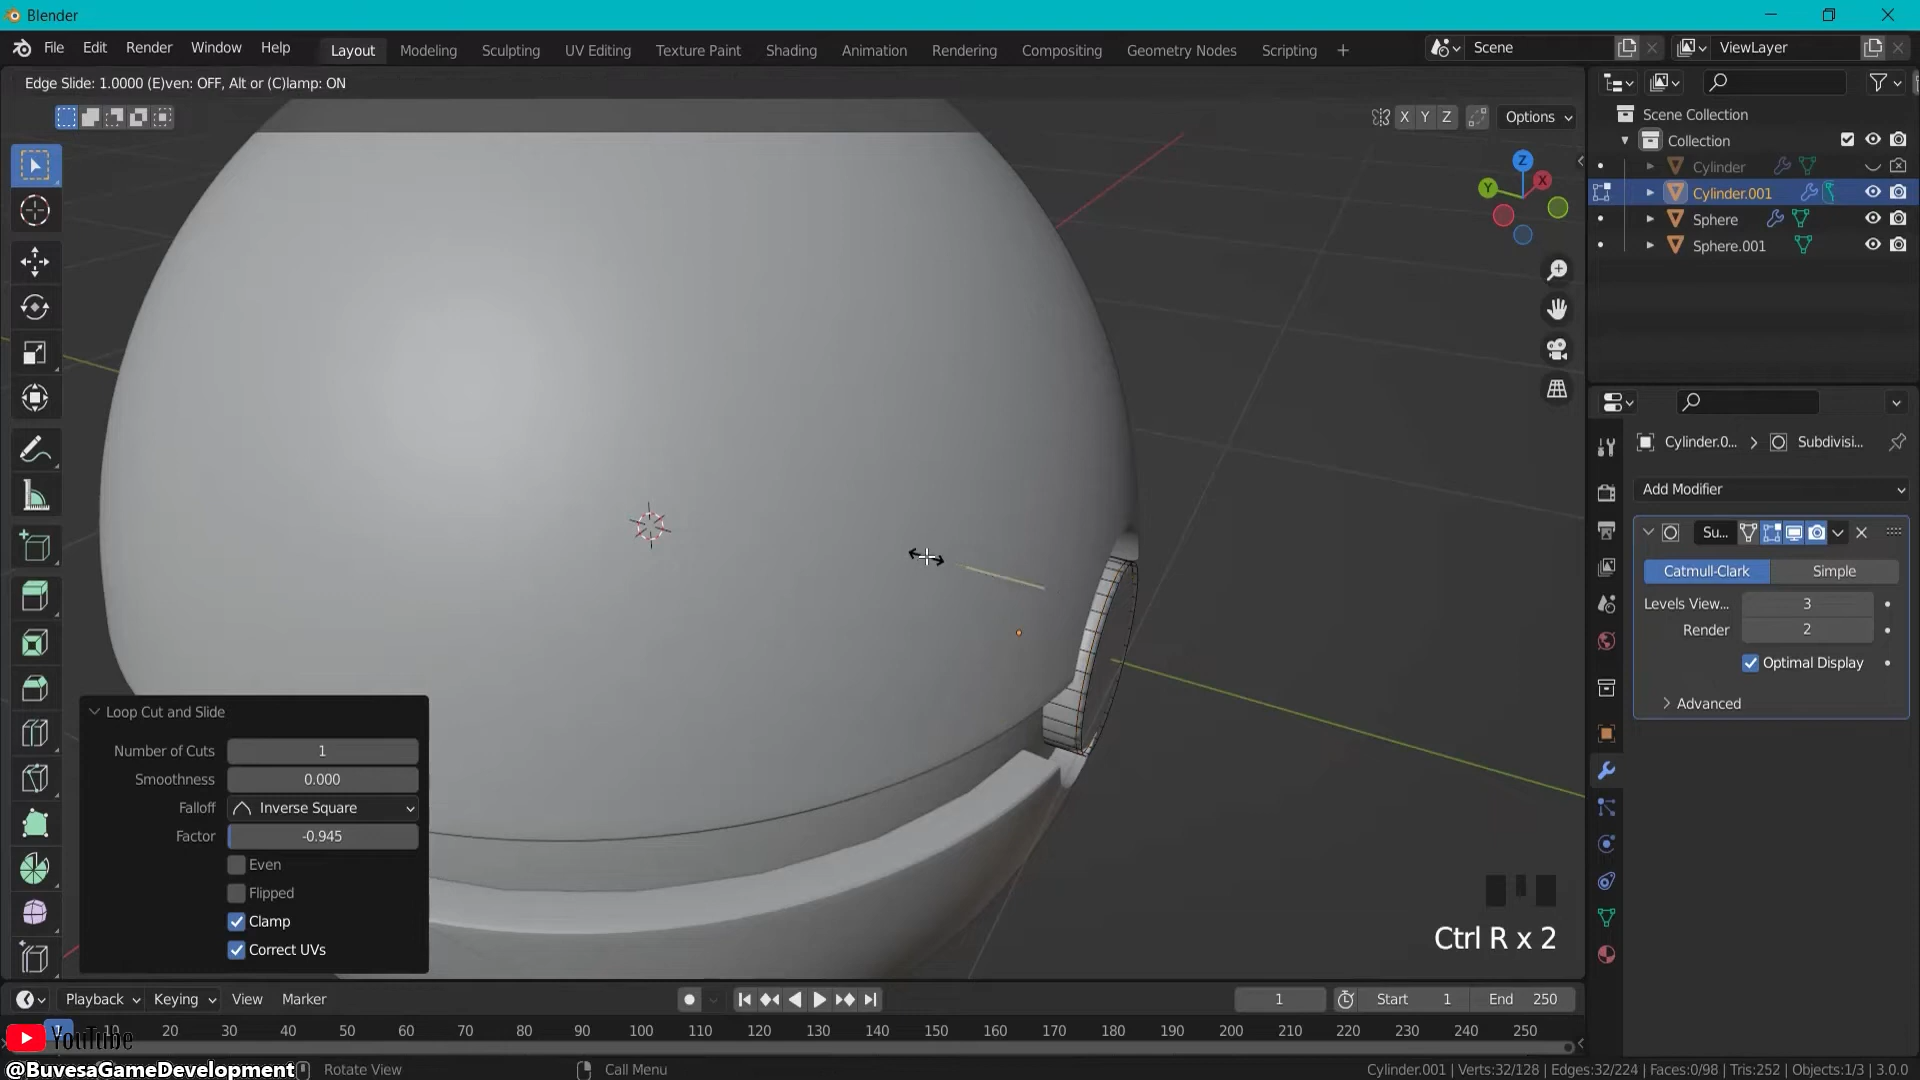 Blender
File Edit Render Window Help
Layout Modeling Sculpting UV Editing Texture Paint Shading Animation Rendering Compositing Geometry Nodes Scripting +
Scene
ViewLayer
Edge Slide: 1.0000 (E)ven: OFF, Alt or (C)lamp: ON
X Y Z
Options
Z
Y
X
Scene Collection
Collection
Cylinder
Cylinder.001
Sphere
Sphere.001
Cylinder.0... > Subdivisi...
Add Modifier
Su...
Catmull-Clark Simple
Levels View... 3
Render 2
Optimal Display
Advanced
Loop Cut and Slide
Number of Cuts 1
Smoothness 0.000
Falloff Inverse Square
Factor -0.945
Even
Flipped
Clamp
Correct UVs
Ctrl R x 2
Playback Keying View Marker
1 Start 1 End 250
10 20 30 40 50 60 70 80 90 100 110 120 130 140 150 160 170 180 190 200 210 220 230 240 250
YouTube
@BuvesaGameDevelopment
Rotate View
Call Menu
Cylinder.001 | Verts:32/128 | Edges:32/224 | Faces:0/98 | Tris:252 | Objects:1/3 | 3.0.0